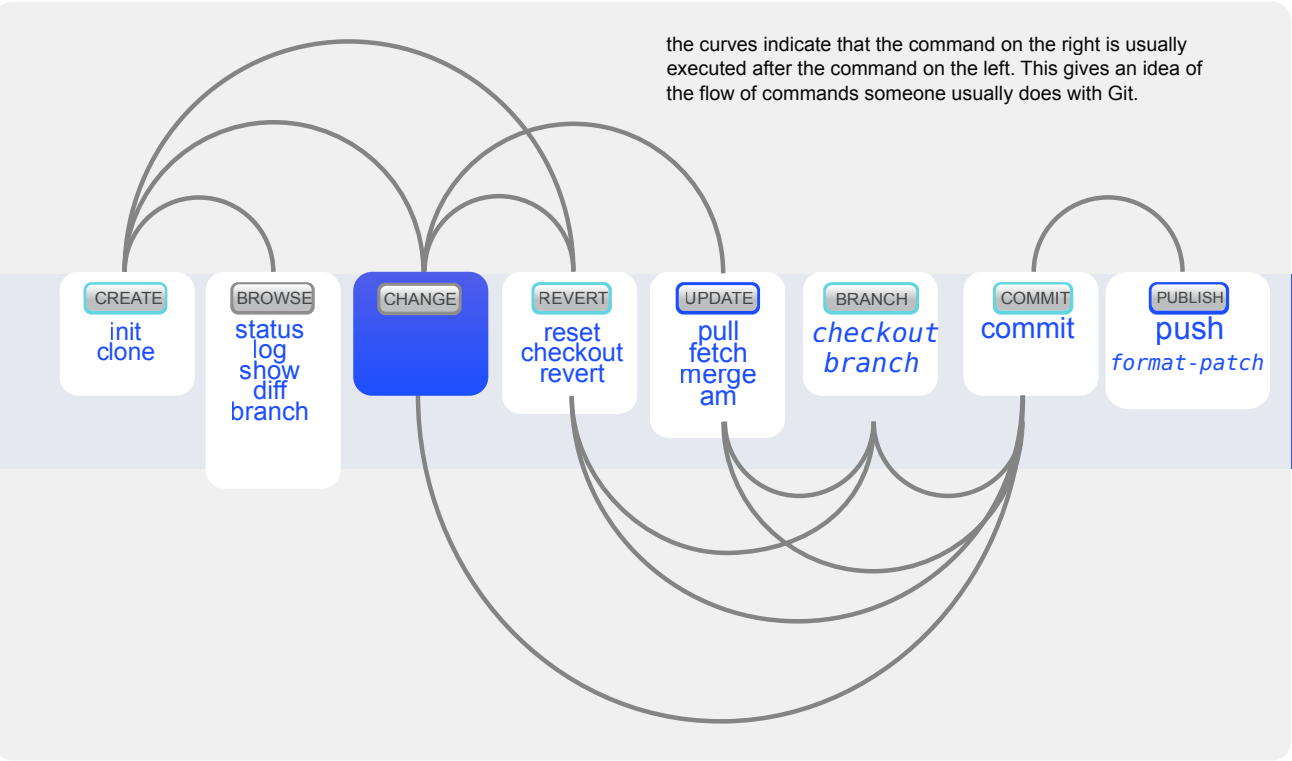 the curves indicate that the command on the right is usually
executed after the command on the left. This gives an idea of
the flow of commands someone usually does with Git.
CREATE
init
clone
BROWSE
status
log
show
diff
branch
CHANGE
REVERT
reset
checkout
revert
UPDATE
pull
fetch
merge
am
BRANCH
checkout
branch
COMMIT
commit
PUBLISH
push
format-patch